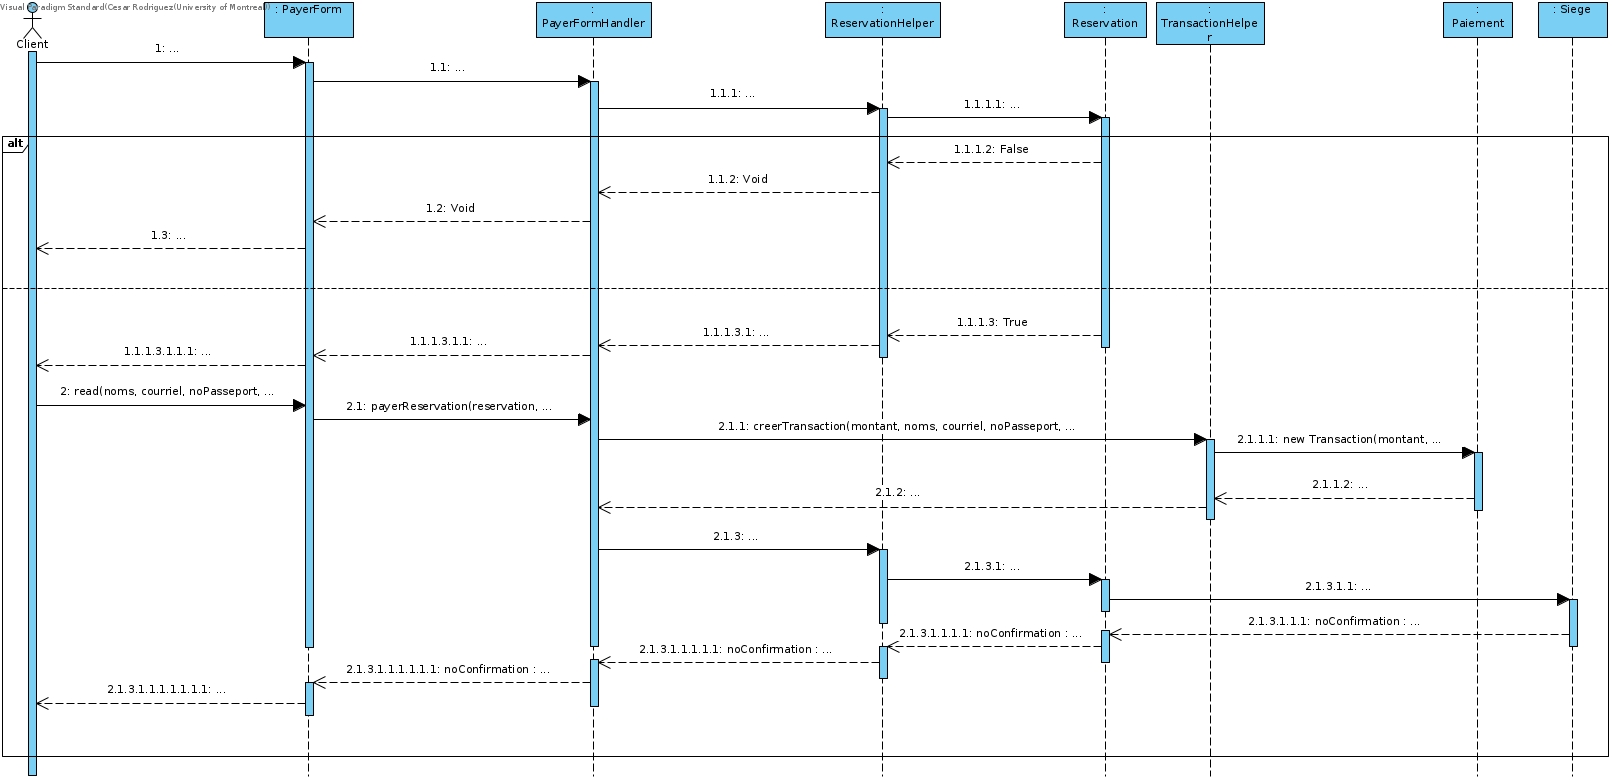 Visual Paradigm Standard(Cesar Rodriguez(University of Montreal))
: PayerForm
:
PayerFormHandler
:
ReservationHelper
:
Reservation
:
TransactionHelpe
r
:
Paiement
: Siege
Client
1: ...
1.1: ...
1.1.1: ...
1.1.1.1: ...
alt
1.1.1.2: False
1.1.2: Void
1.2: Void
1.3: ...
1.1.1.3: True
1.1.1.3.1: ...
1.1.1.3.1.1: ...
1.1.1.3.1.1.1: ...
2: read(noms, courriel, noPasseport, ...
2.1: payerReservation(reservation, ...
2.1.1: creerTransaction(montant, noms, courriel, noPasseport, ...
2.1.1.1: new Transaction(montant, ...
2.1.1.2: ...
2.1.2: ...
2.1.3: ...
2.1.3.1: ...
2.1.3.1.1: ...
2.1.3.1.1.1: noConfirmation : ...
2.1.3.1.1.1.1: noConfirmation : ...
2.1.3.1.1.1.1.1: noConfirmation : ...
2.1.3.1.1.1.1.1.1: noConfirmation : ...
2.1.3.1.1.1.1.1.1.1: ...